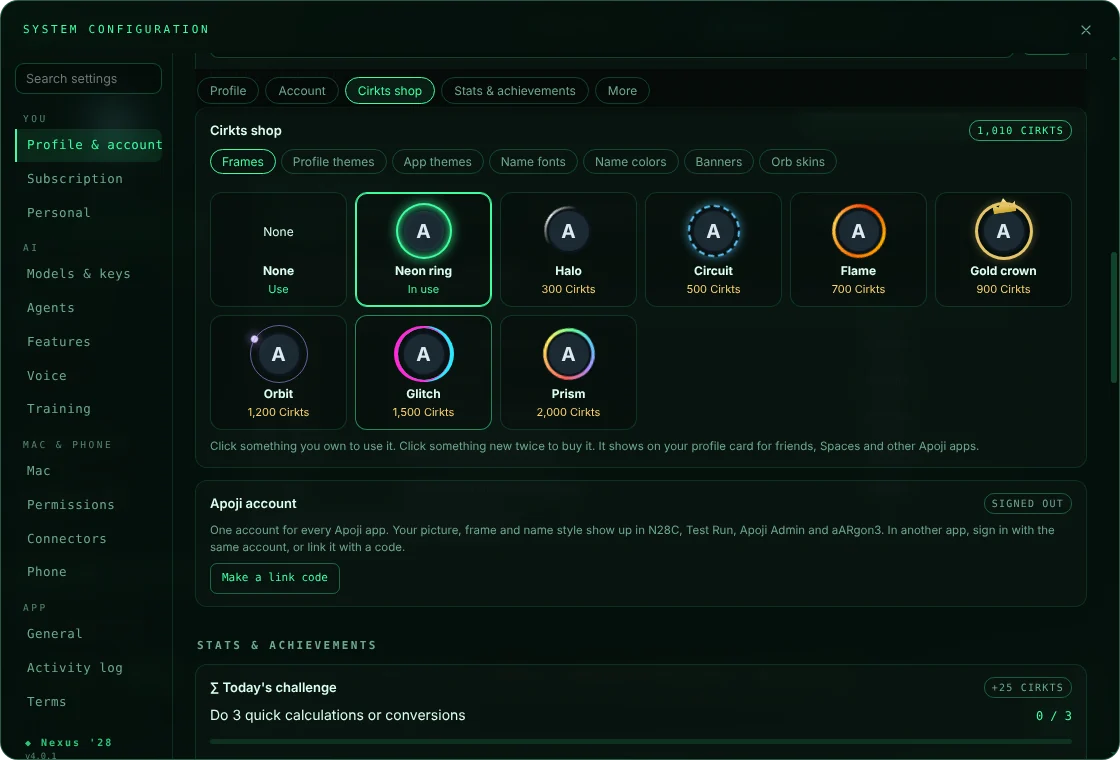 SYSTEM CONFIGURATION
Search settings
YOU
Profile & account
Subscription
Personal
AI
Models & keys
Agents
Features
Voice
Training
MAC & PHONE
Mac
Permissions
Connectors
Phone
APP
General
Activity log
Terms
◆ Nexus '28
v4.0.1
Profile
Account
Cirkts shop
Stats & achievements
More
Cirkts shop
1,010 CIRKTS
Frames
Profile themes
App themes
Name fonts
Name colors
Banners
Orb skins
None
None
Use
A
Neon ring
In use
A
Halo
300 Cirkts
A
Circuit
500 Cirkts
A
Flame
700 Cirkts
A
Gold crown
900 Cirkts
A
Orbit
1,200 Cirkts
A
Glitch
1,500 Cirkts
A
Prism
2,000 Cirkts
Click something you own to use it. Click something new twice to buy it. It shows on your profile card for friends, Spaces and other Apoji apps.
Apoji account
SIGNED OUT
One account for every Apoji app. Your picture, frame and name style show up in N28C, Test Run, Apoji Admin and aARgon3. In another app, sign in with the
same account, or link it with a code.
Make a link code
STATS & ACHIEVEMENTS
∑ Today's challenge
+25 CIRKTS
Do 3 quick calculations or conversions
0 / 3